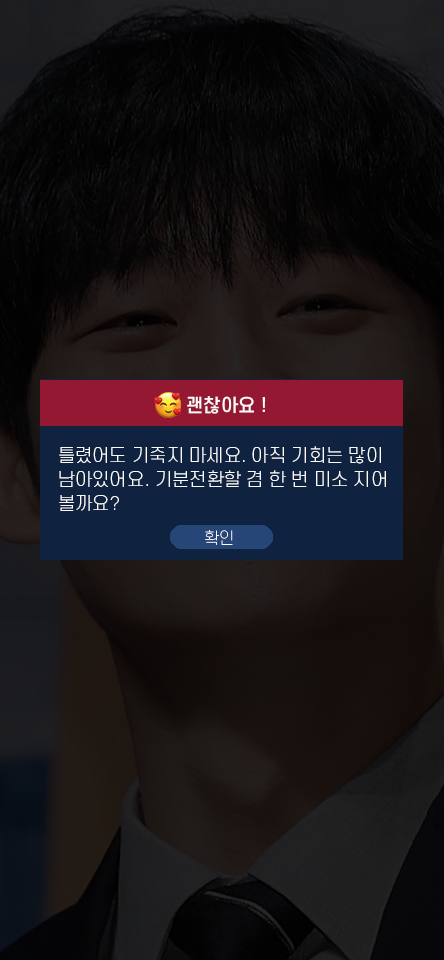 🥰 괜찮아요 !
틀렸어도 기죽지 마세요. 아직 기회는 많이
남아있어요. 기분전환할 겸 한 번 미소 지어
볼까요?
확인